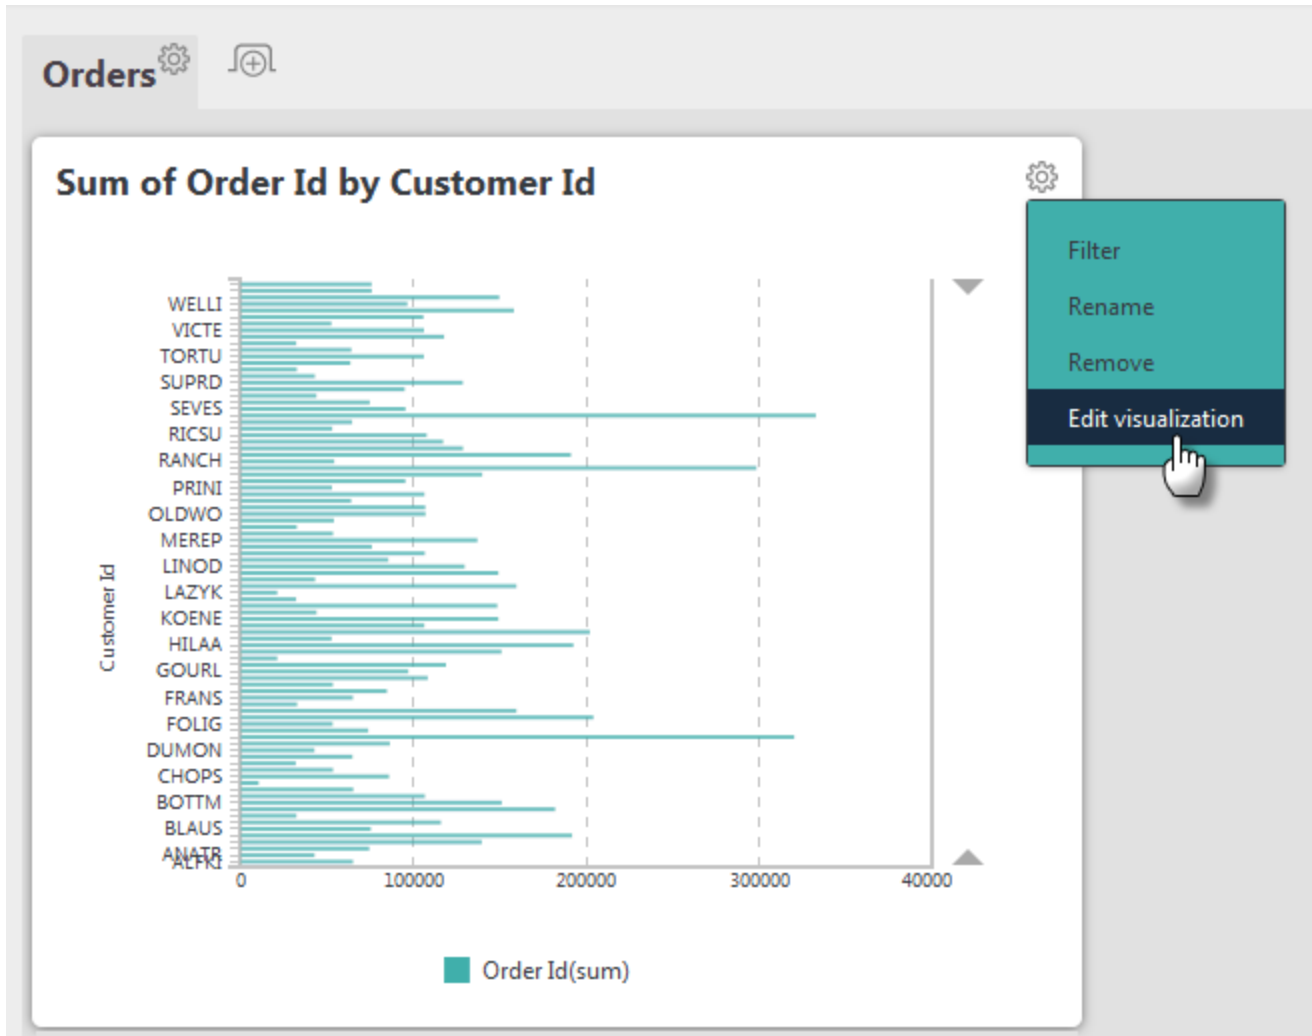 Orders
Sum of Order Id by Customer Id
Filter
Rename
Remove
Edit visualization
WELLI
VICTE
TORTU
SUPRD
SEVES
RICSU
RANCH
PRINI
OLDWO
MEREP
LINOD
LAZYK
KOENE
HILAA
GOURL
FRANS
FOLIG
DUMON
CHOPS
BOTTM
BLAUS
ANATR
ALFKI
Customer Id
0 100000 200000 300000 40000
Order Id(sum)